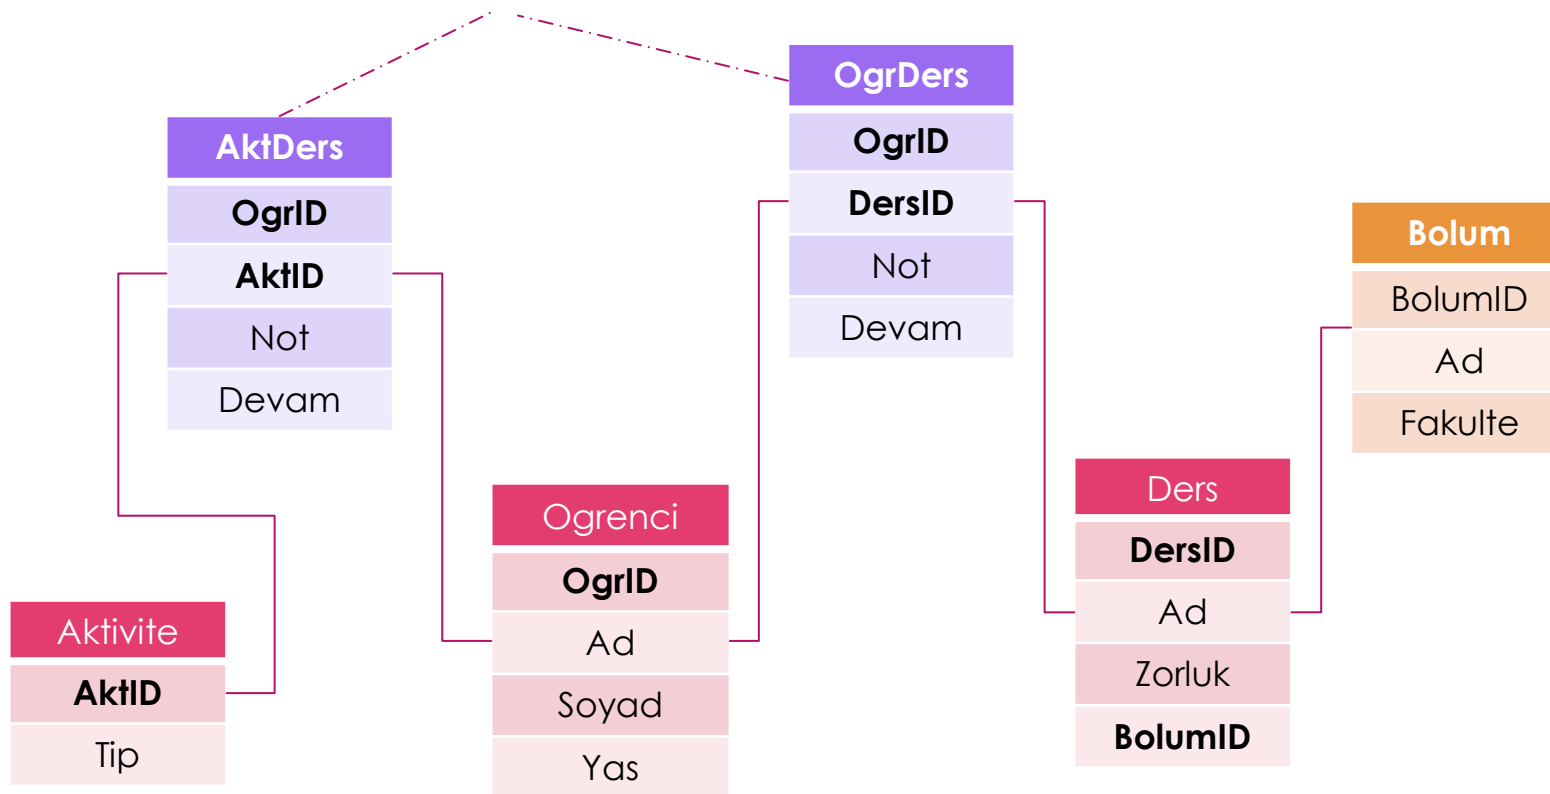 AktDers
OgrID
AktID
Not
Devam
OgrDers
OgrID
DersID
Not
Devam
Bolum
BolumID
Ad
Fakulte
Aktivite
AktID
Tip
Ogrenci
OgrID
Ad
Soyad
Yas
Ders
DersID
Ad
Zorluk
BolumID